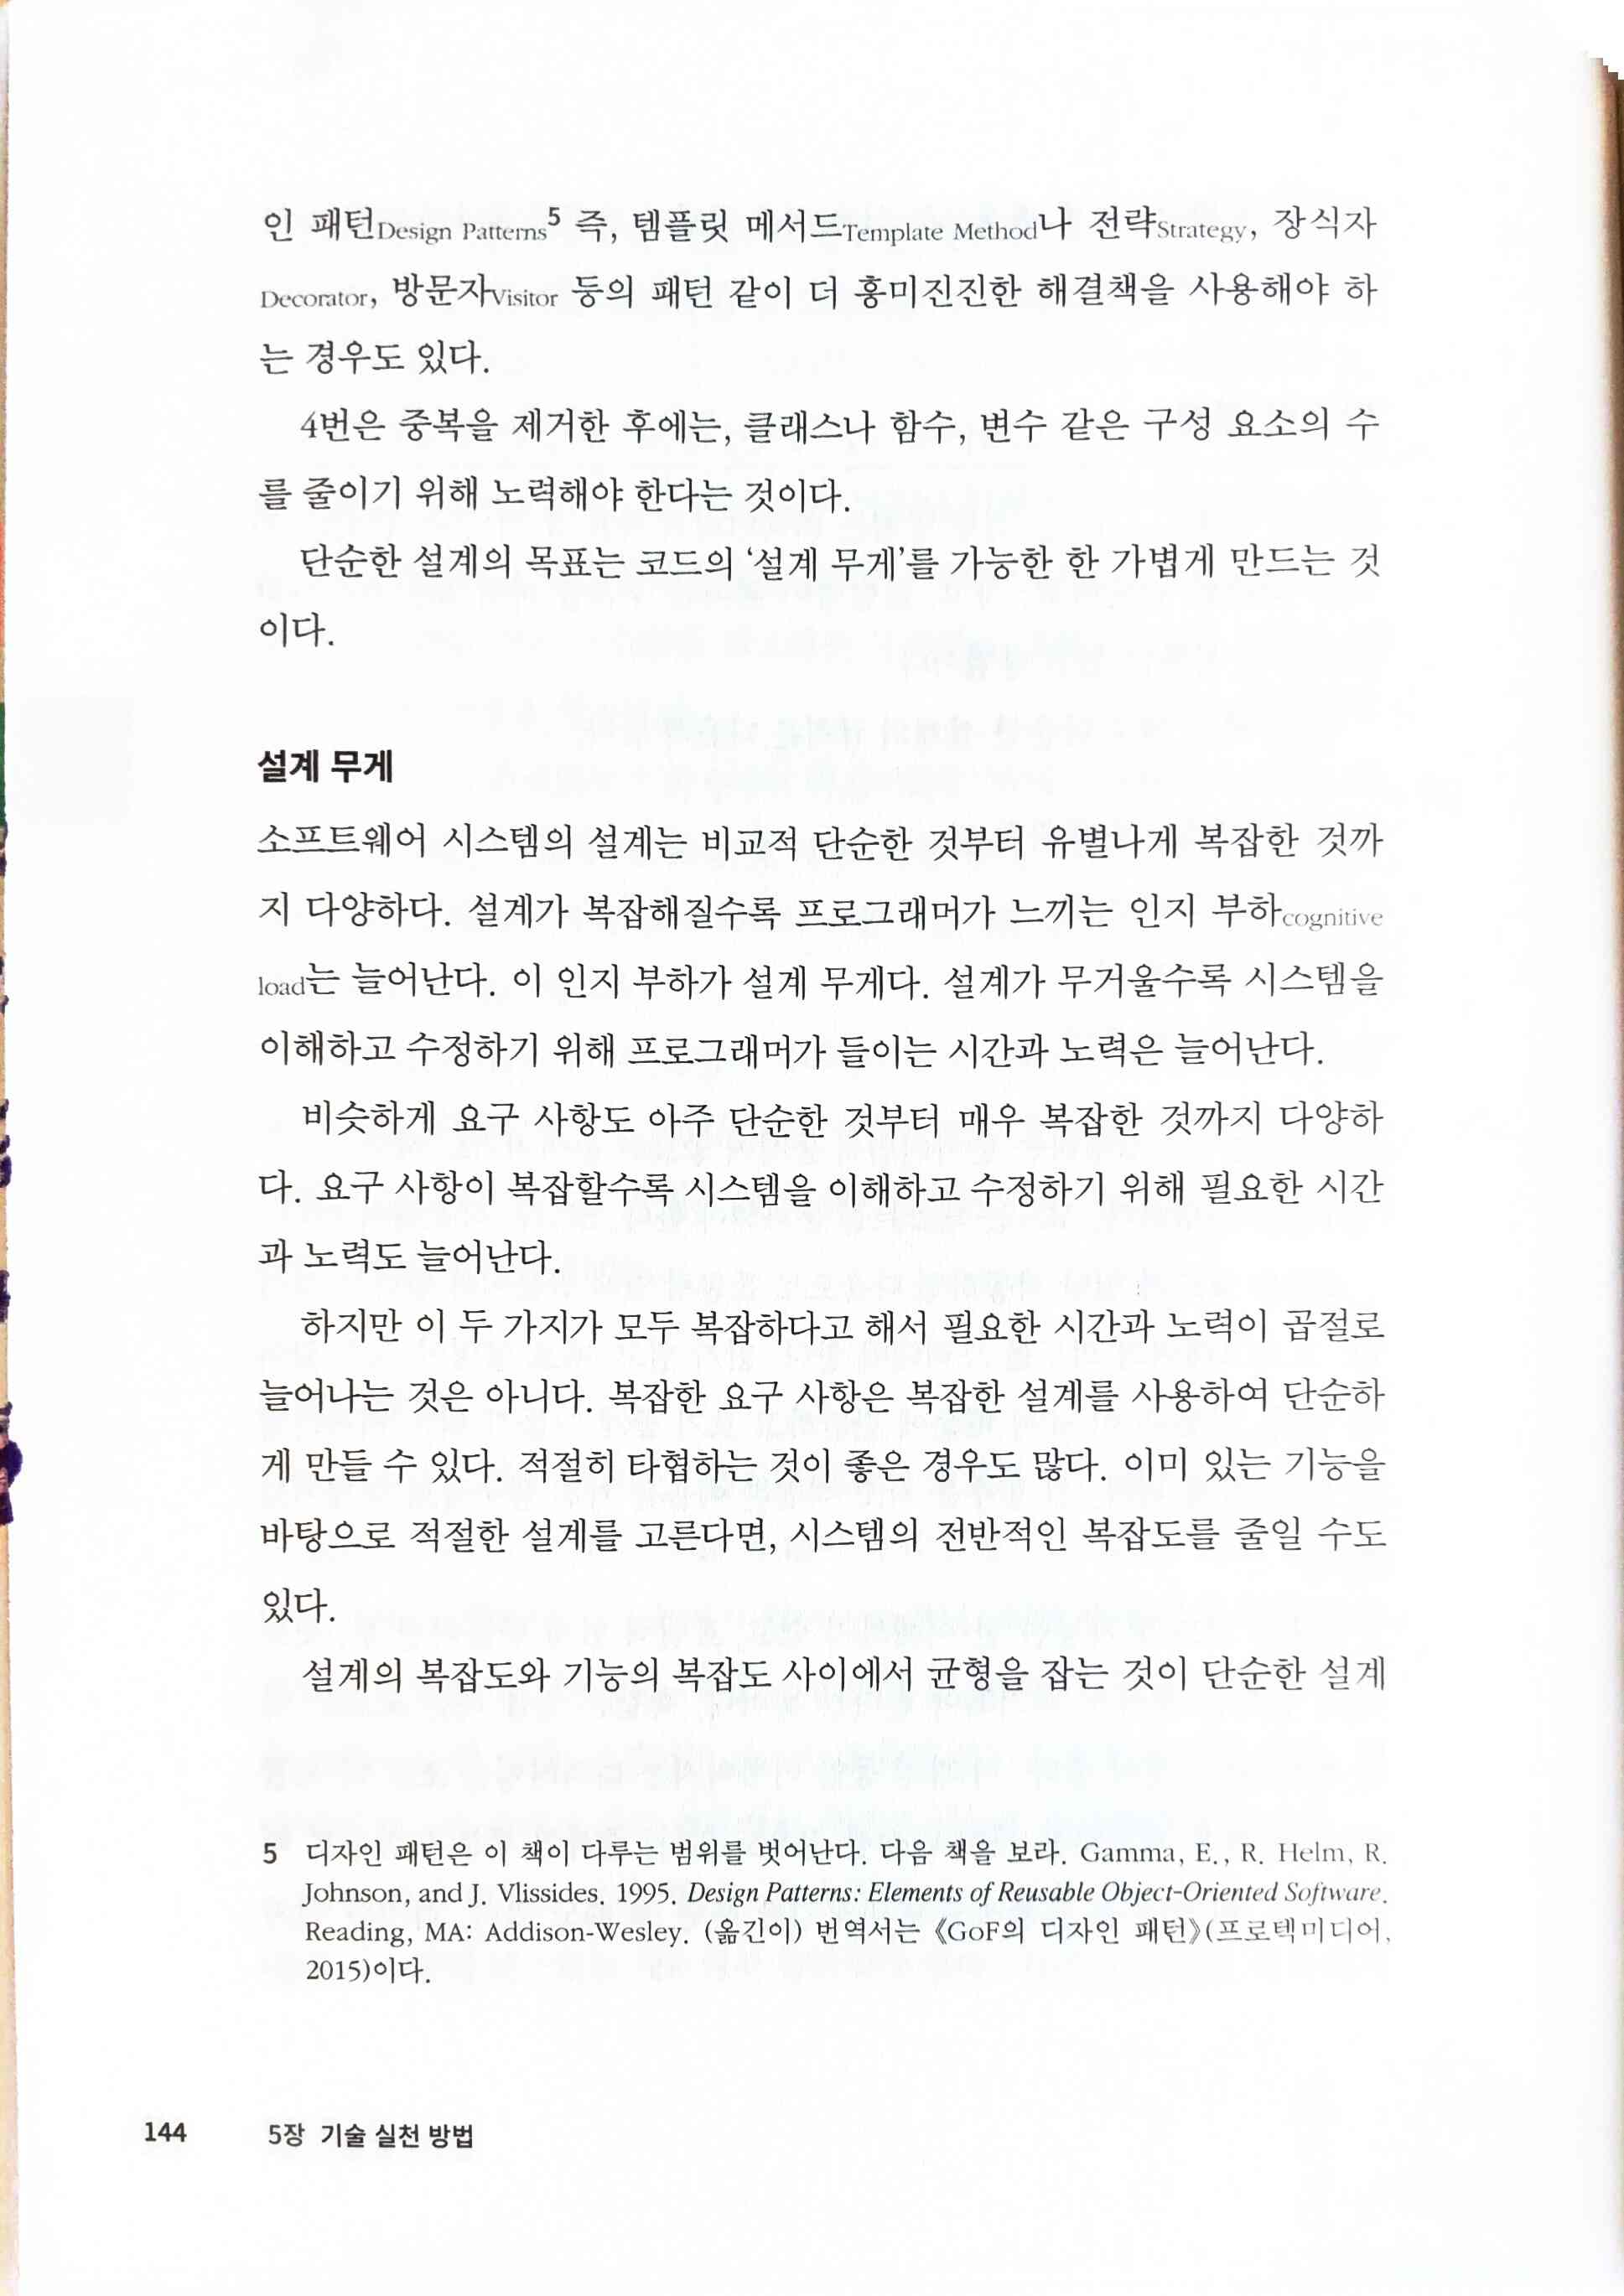 인 패턴Design Patterns5 즉, 템플릿 메서드Template Method나 전략Strategy, 장식자
Decorator, 방문자Visitor 등의 패턴 같이 더 흥미진진한 해결책을 사용해야 하
는 경우도 있다.
4번은 중복을 제거한 후에는, 클래스나 함수, 변수 같은 구성 요소의 수
를 줄이기 위해 노력해야 한다는 것이다.
단순한 설계의 목표는 코드의 ‘설계 무게’를 가능한 한 가볍게 만드는 것
이다.
설계 무게
소프트웨어 시스템의 설계는 비교적 단순한 것부터 유별나게 복잡한 것까
지 다양하다. 설계가 복잡해질수록 프로그래머가 느끼는 인지 부하cognitive
load는 늘어난다. 이 인지 부하가 설계 무게다. 설계가 무거울수록 시스템을
이해하고 수정하기 위해 프로그래머가 들이는 시간과 노력은 늘어난다.
비슷하게 요구 사항도 아주 단순한 것부터 매우 복잡한 것까지 다양하
다. 요구 사항이 복잡할수록 시스템을 이해하고 수정하기 위해 필요한 시간
과 노력도 늘어난다.
하지만 이 두 가지가 모두 복잡하다고 해서 필요한 시간과 노력이 곱절로
늘어나는 것은 아니다. 복잡한 요구 사항은 복잡한 설계를 사용하여 단순하
게 만들 수 있다. 적절히 타협하는 것이 좋은 경우도 많다. 이미 있는 기능을
바탕으로 적절한 설계를 고른다면, 시스템의 전반적인 복잡도를 줄일 수도
있다.
설계의 복잡도와 기능의 복잡도 사이에서 균형을 잡는 것이 단순한 설계
5 디자인 패턴은 이 책이 다루는 범위를 벗어난다. 다음 책을 보라. Gamma, E., R. Helm, R.
Johnson, and J. Vlissides. 1995. Design Patterns: Elements of Reusable Object-Oriented Software.
Reading, MA: Addison-Wesley. (옮긴이) 번역서는 《GoF의 디자인 패턴》(프로텍미디어,
2015)이다.
144 5장 기술 실천 방법